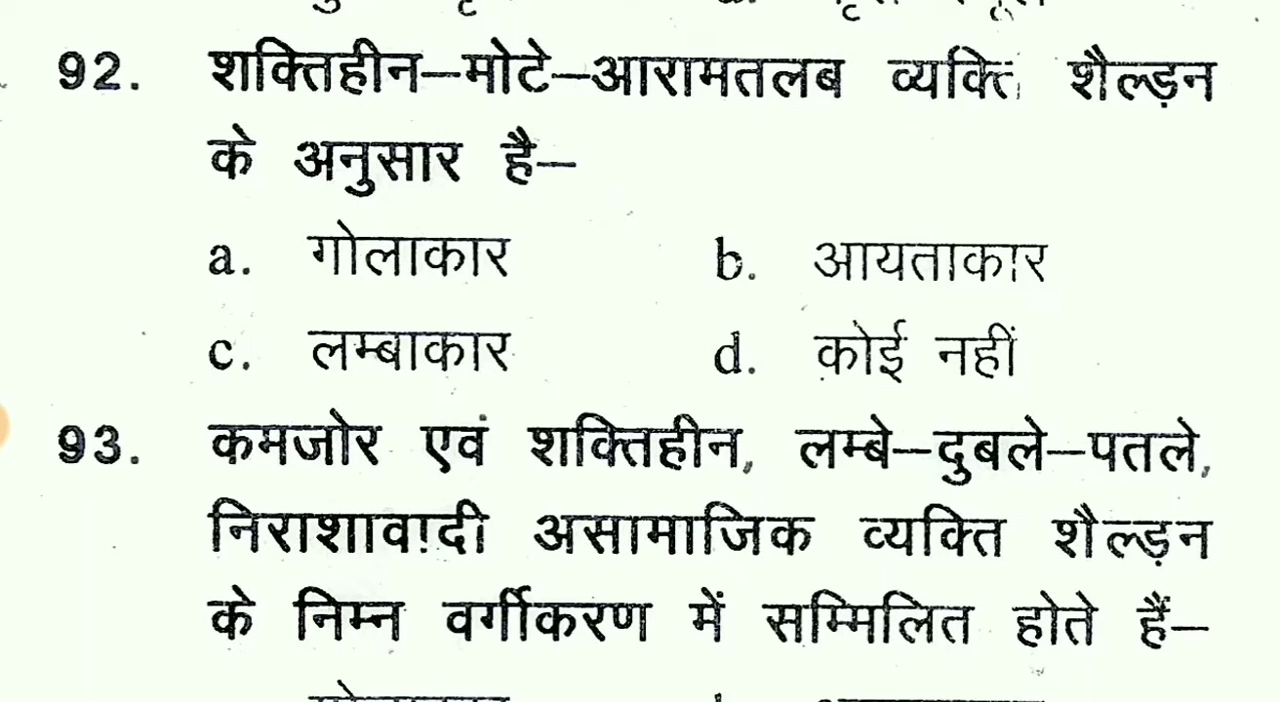 92. शक्तिहीन–मोटे–आरामतलब व्यक्ति शैल्ड़न
के अनुसार है–
a. गोलाकार b. आयताकार
c. लम्बाकार d. कोई नहीं
93. कमजोर एवं शक्तिहीन, लम्बे–दुबले–पतले,
निराशावादी असामाजिक व्यक्ति शैल्ड़न
के निम्न वर्गीकरण में सम्मिलित होते हैं–